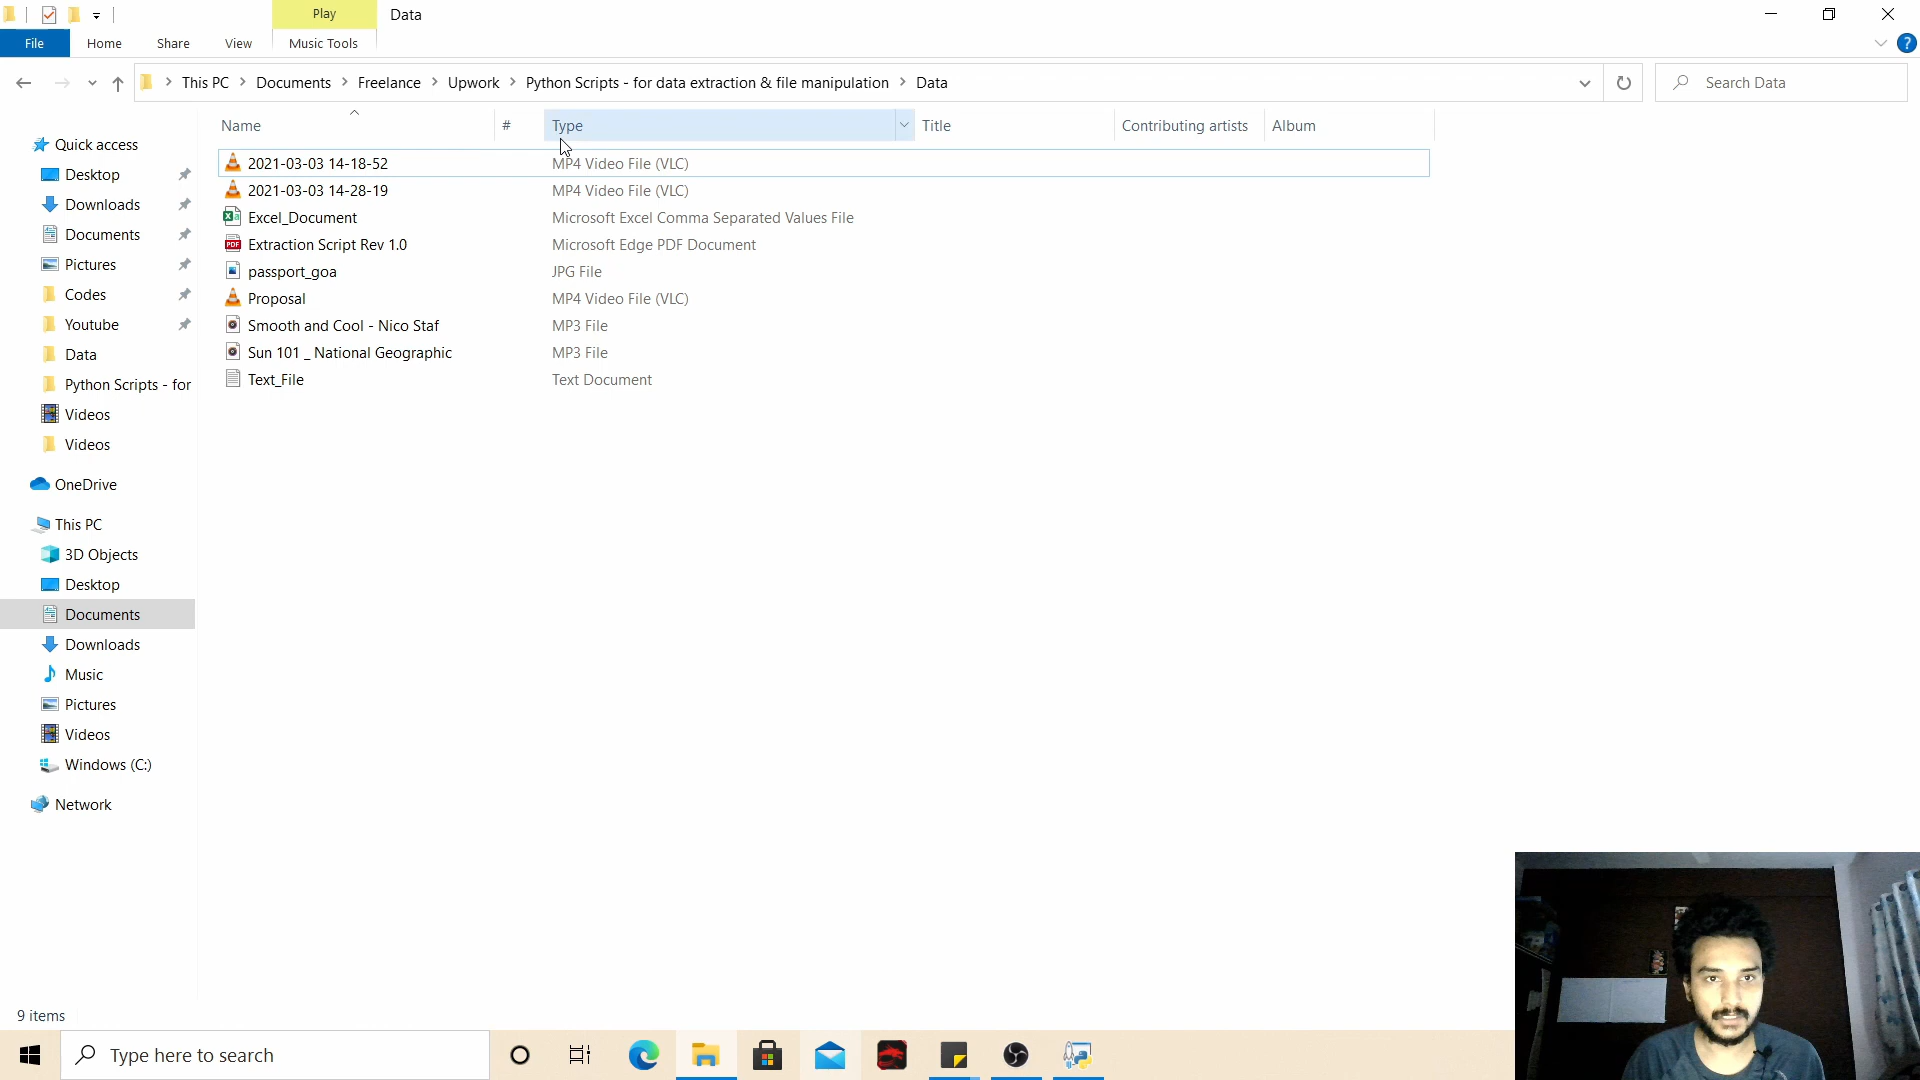 Play
Data
File
Home
Share
View
Music Tools
?
This PC
Documents
Freelance
Upwork
Python Scripts - for data extraction & file manipulation
Data
Search Data
Name
#
Type
Title
Contributing artists
Album
Quick access
Desktop
Downloads
Documents
Pictures
Codes
Youtube
Data
Python Scripts - for
Videos
Videos
OneDrive
This PC
3D Objects
Desktop
Documents
Downloads
Music
Pictures
Videos
Windows (C:)
Network
2021-03-03 14-18-52 MP4 Video File (VLC)
2021-03-03 14-28-19 MP4 Video File (VLC)
Excel_Document Microsoft Excel Comma Separated Values File
PDF Extraction Script Rev 1.0 Microsoft Edge PDF Document
passport_goa JPG File
Proposal MP4 Video File (VLC)
Smooth and Cool - Nico Staf MP3 File
Sun 101 _ National Geographic MP3 File
Text_File Text Document
9 items
Type here to search